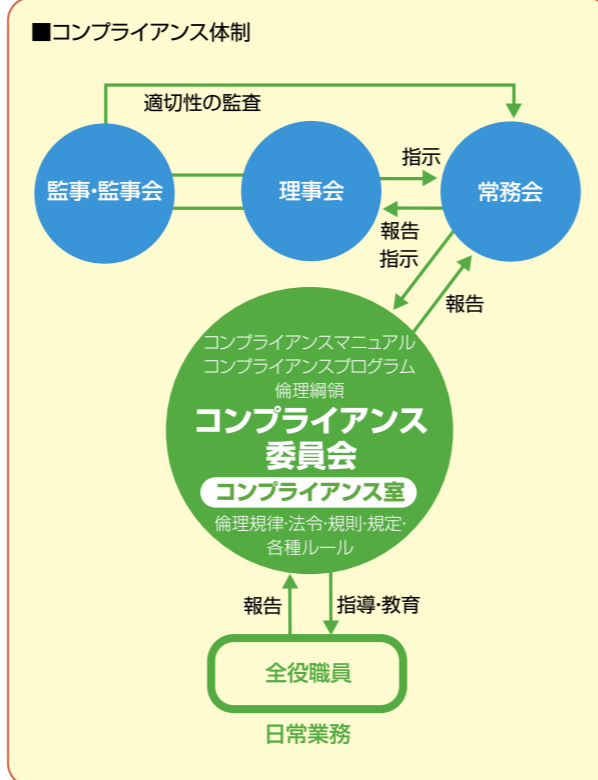 ■コンプライアンス体制
適切性の監査
監事・監事会
理事会
指示
常務会
報告
指示
報告
コンプライアンスマニュアル
コンプライアンスプログラム
倫理綱領
コンプライアンス
委員会
コンプライアンス室
倫理規律・法令・規則・規定・
各種ルール
報告
指導・教育
全役職員
日常業務